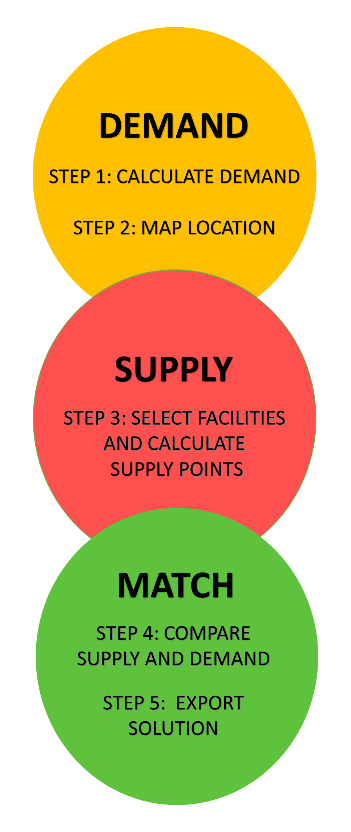 DEMAND
STEP 1: CALCULATE DEMAND
STEP 2: MAP LOCATION
SUPPLY
STEP 3: SELECT FACILITIES
AND CALCULATE
SUPPLY POINTS
MATCH
STEP 4: COMPARE
SUPPLY AND DEMAND
STEP 5: EXPORT
SOLUTION